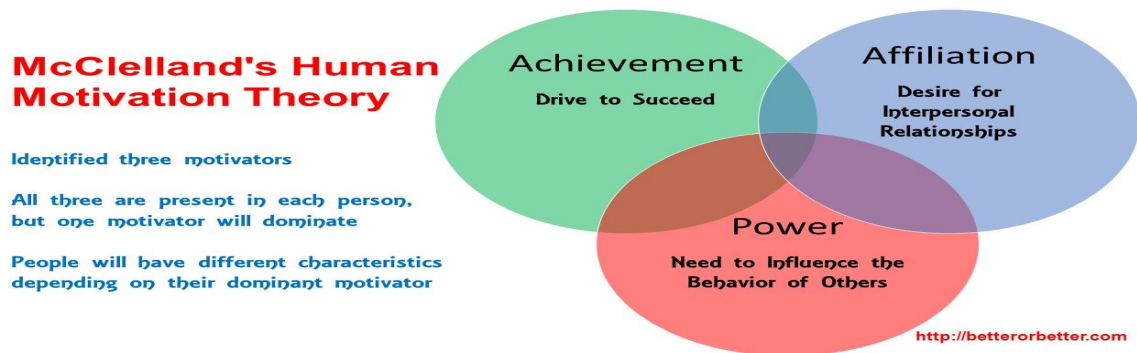 McClelland's Human
Motivation Theory
Identified three motivators
All three are present in each person,
but one motivator will dominate
People will have different characteristics
depending on their dominant motivator
Achievement
Drive to Succeed
Affiliation
Desire for
Interpersonal
Relationships
Power
Need to Influence the
Behavior of Others
http://betterorbetter.com